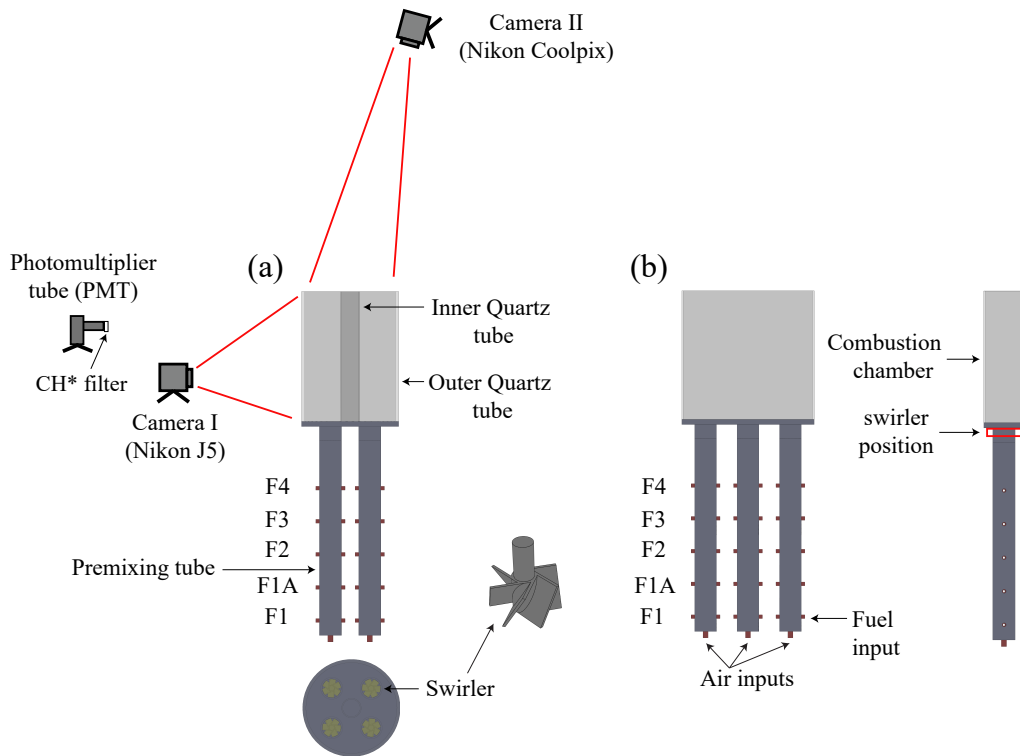 Camera II
(Nikon Coolpix)
Photomultiplier
tube (PMT)
CH* filter
Camera I
(Nikon J5)
(a)
Inner Quartz
tube
Outer Quartz
tube
F4
F3
F2
F1A
F1
Premixing tube
Swirler
(b)
Combustion
chamber
swirler
position
F4
F3
F2
F1A
F1
Fuel
input
Air inputs